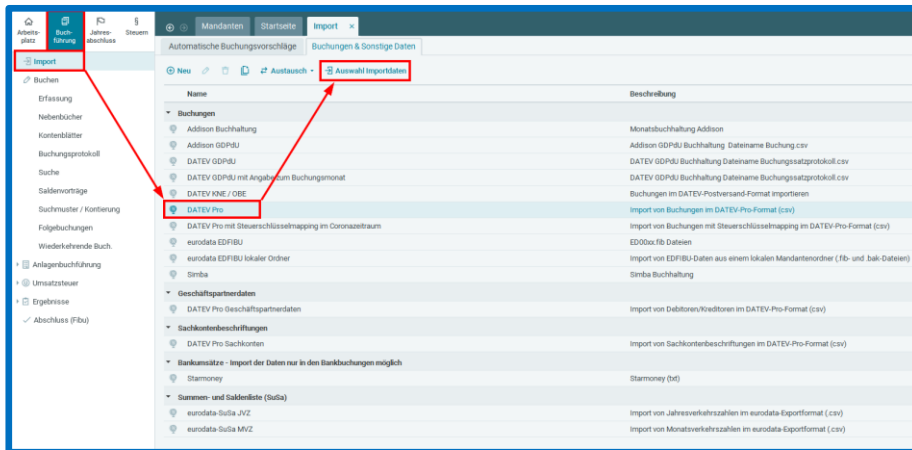 Arbeits-
platz
Buch-
führung
Jahres-
abschluss
Steuern
Mandanten
Startseite
Import
Automatische Buchungsvorschläge
Buchungen & Sonstige Daten
Import
Buchen
Erfassung
Nebenbücher
Kontenblätter
Buchungsprotokoll
Suche
Saldenvorträge
Suchmuster / Kontierung
Folgebuchungen
Wiederkehrende Buch.
Anlagenbuchführung
Umsatzsteuer
Ergebnisse
Abschluss (Fibu)
Neu Austausch Auswahl Importdaten
Name Beschreibung
Buchungen
Addison Buchhaltung Monatsbuchhaltung Addison
Addison GDPdU Addison GDPdU Buchhaltung Dateiname Buchung.csv
DATEV GDPdU DATEV GDPdU Buchhaltung Dateiname Buchungssatzprotokoll.csv
DATEV GDPdU mit Angabe zum Buchungsmonat DATEV GDPdU Buchhaltung Dateiname Buchungssatzprotokoll.csv
DATEV KNE / OBE Buchungen im DATEV-Postversand-Format importieren
DATEV Pro Import von Buchungen im DATEV-Pro-Format (csv)
DATEV Pro mit Steuerschlüsselmapping im Coronazeitraum Import von Buchungen mit Steuerschlüsselmapping im DATEV-Pro-Format (csv)
eurodata EDFIBU ED00xx.fib Dateien
eurodata EDFIBU lokaler Ordner Import von EDFIBU-Daten aus einem lokalen Mandantenordner (.fib- und .bak-Dateien)
Simba Simba Buchhaltung
Geschäftspartnerdaten
DATEV Pro Geschäftspartnerdaten Import von Debitoren/Kreditoren im DATEV-Pro-Format (csv)
Sachkontenbeschriftungen
DATEV Pro Sachkonten Import von Sachkontenbeschriftungen im DATEV-Pro-Format (csv)
Bankumsätze - Import der Daten nur in den Bankbuchungen möglich
Starmoney Starmoney (txt)
Summen- und Saldenliste (SuSa)
eurodata-SuSa JVZ Import von Jahresverkehrszahlen im eurodata-Exportformat (.csv)
eurodata-SuSa MVZ Import von Monatsverkehrszahlen im eurodata-Exportformat (.csv)